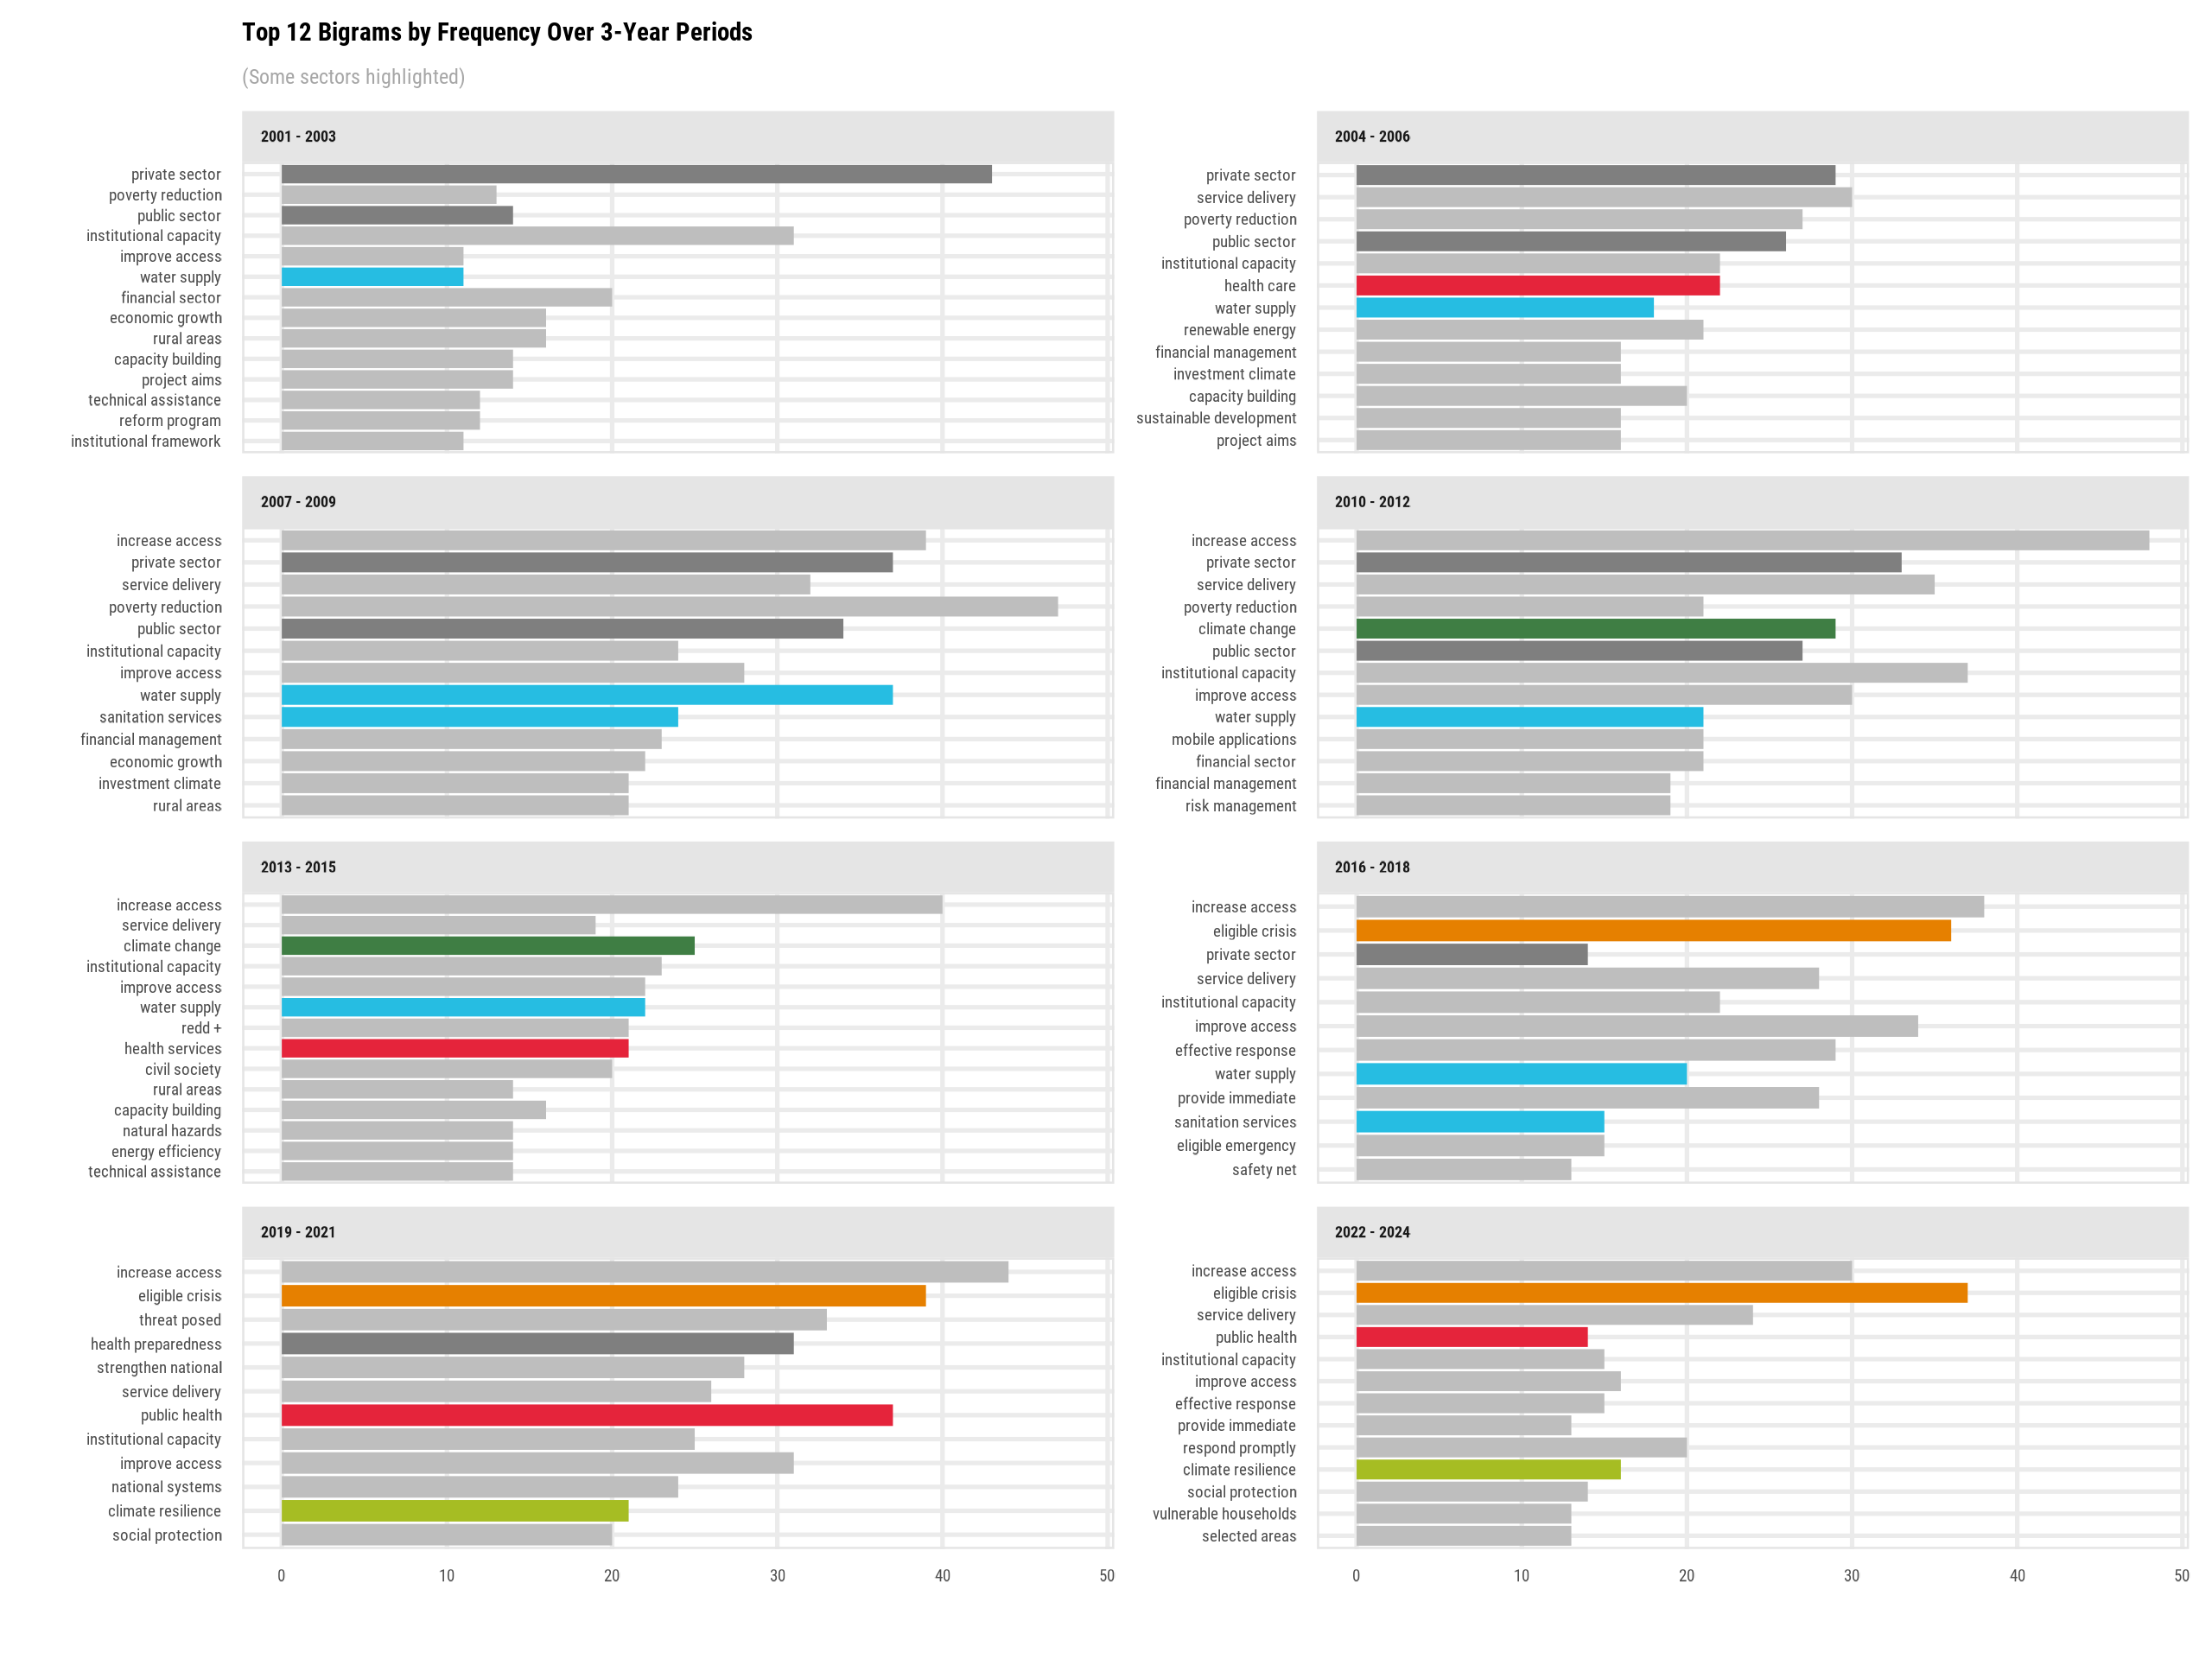 Top 12 Bigrams by Frequency Over 3-Year Periods
(Some sectors highlighted)
2001 - 2003
private sector
poverty reduction
public sector
institutional capacity
improve access
water supply
financial sector
economic growth
rural areas
capacity building
project aims
technical assistance
reform program
institutional framework
2004 - 2006
private sector
service delivery
poverty reduction
public sector
institutional capacity
health care
water supply
renewable energy
financial management
investment climate
capacity building
sustainable development
project aims
2007 - 2009
increase access
private sector
service delivery
poverty reduction
public sector
institutional capacity
improve access
water supply
sanitation services
financial management
economic growth
investment climate
rural areas
2010 - 2012
increase access
private sector
service delivery
poverty reduction
climate change
public sector
institutional capacity
improve access
water supply
mobile applications
financial sector
financial management
risk management
2013 - 2015
increase access
service delivery
climate change
institutional capacity
improve access
water supply
redd +
health services
civil society
rural areas
capacity building
natural hazards
energy efficiency
technical assistance
2016 - 2018
increase access
eligible crisis
private sector
service delivery
institutional capacity
improve access
effective response
water supply
provide immediate
sanitation services
eligible emergency
safety net
2019 - 2021
increase access
eligible crisis
threat posed
health preparedness
strengthen national
service delivery
public health
institutional capacity
improve access
national systems
climate resilience
social protection
0 10 20 30 40 50
2022 - 2024
increase access
eligible crisis
service delivery
public health
institutional capacity
improve access
effective response
provide immediate
respond promptly
climate resilience
social protection
vulnerable households
selected areas
0 10 20 30 40 50